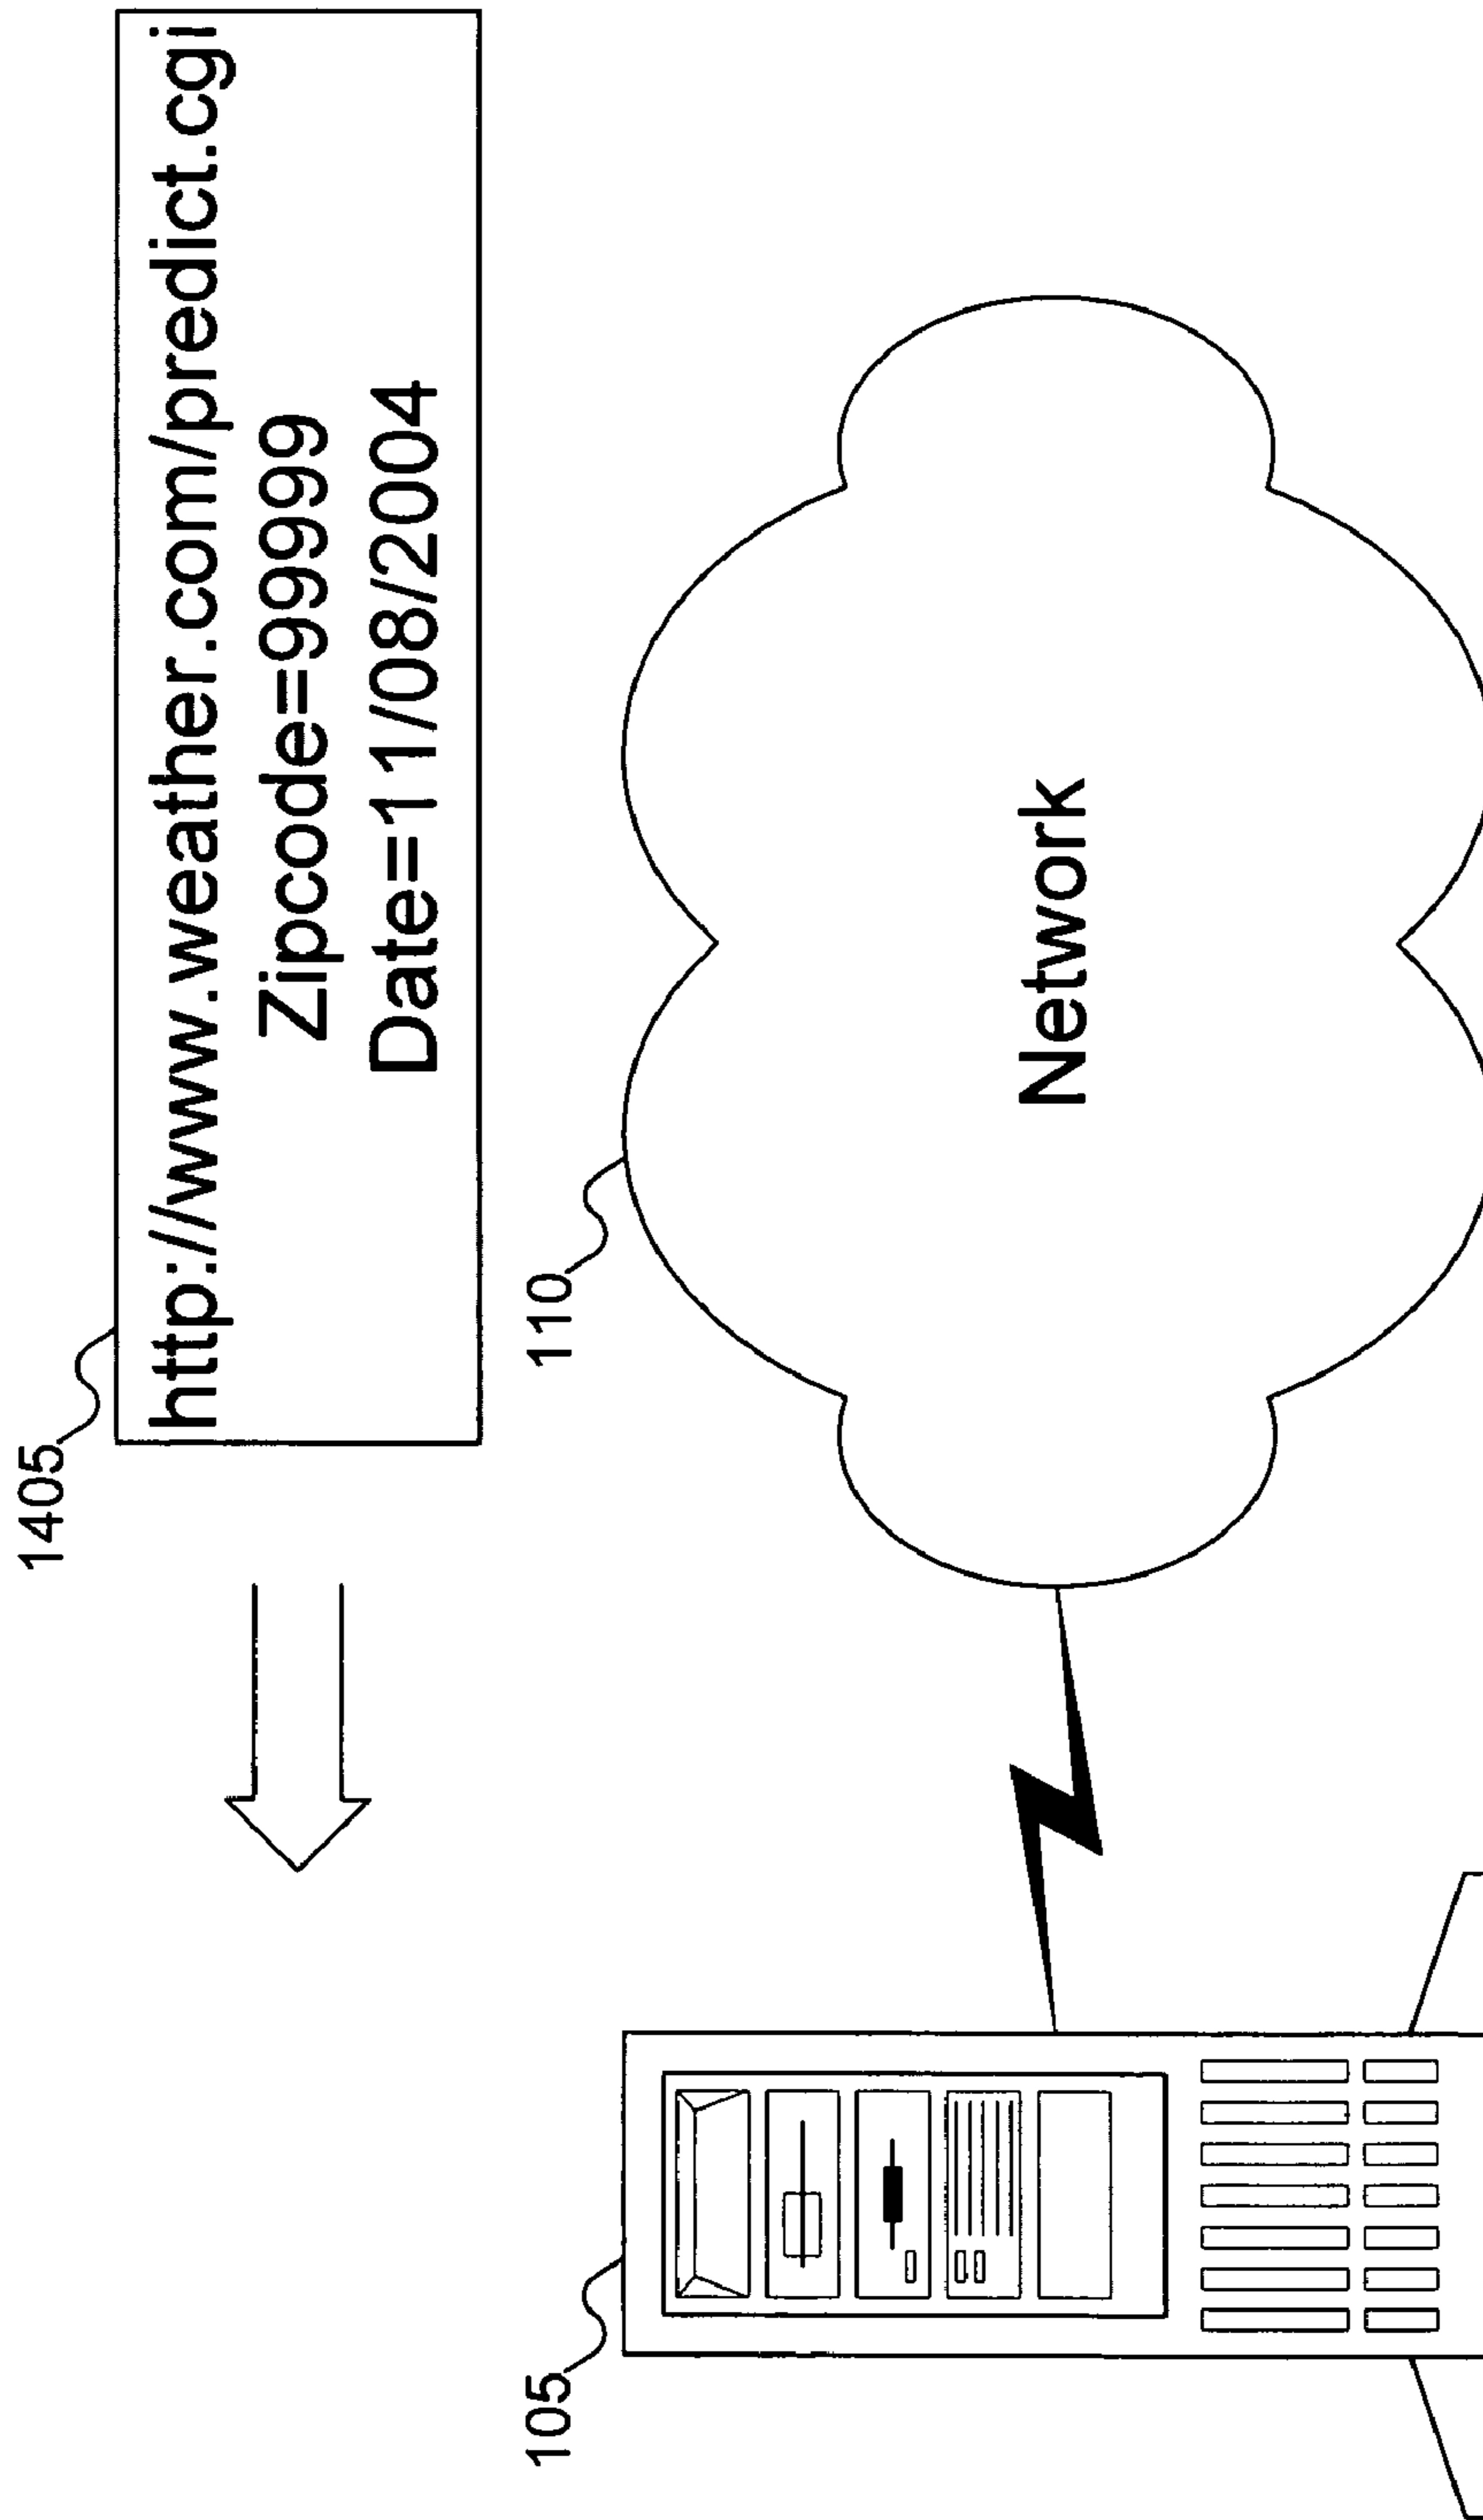 1405
http://www.weather.com/predict.cgi
Zipcode=99999
Date=11/08/2004
110
Network
105